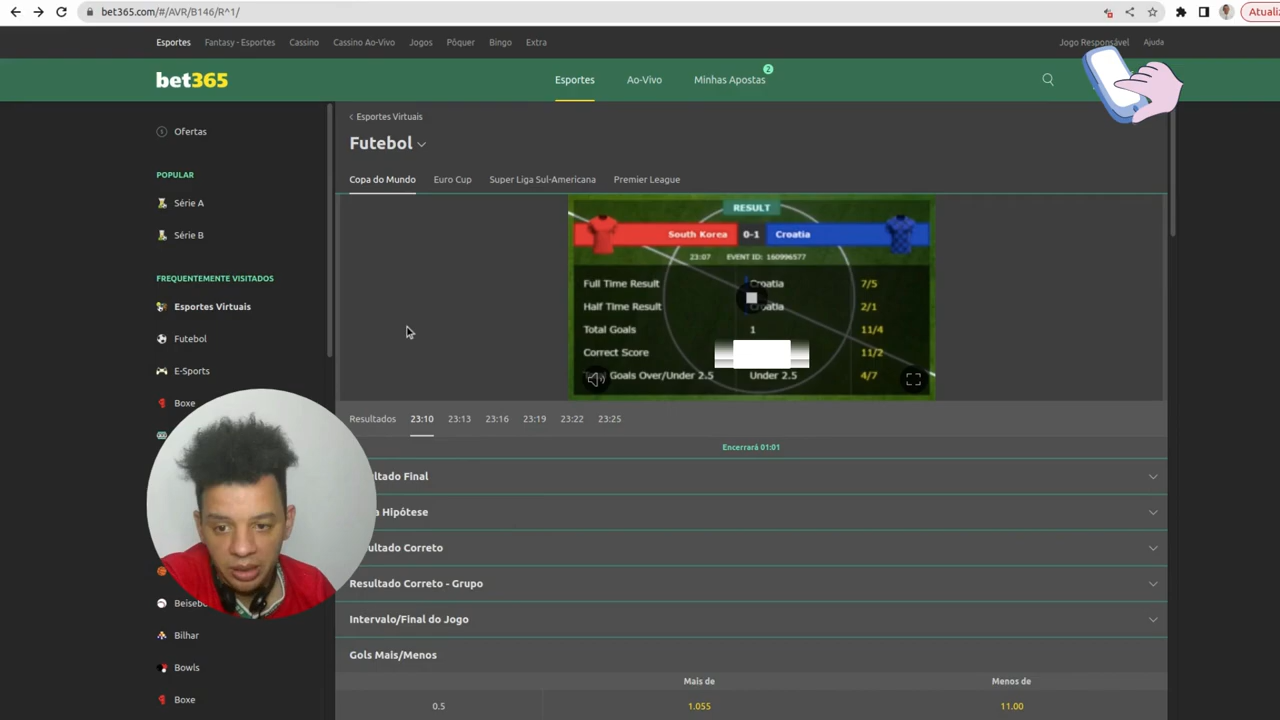 bet365.com/#/AVR/B146/R^1/
Atualiz
Esportes Fantasy - Esportes Cassino Cassino Ao-Vivo Jogos Pôquer Bingo Extra Jogo Responsável Ajuda
bet365 Esportes Ao-Vivo Minhas Apostas 2
Ofertas
POPULAR
Série A
Série B
FREQUENTEMENTE VISITADOS
Esportes Virtuais
Futebol
E-Sports
Boxe
Bilhar
Bowls
Boxe
Esportes Virtuais
Futebol
Copa do Mundo Euro Cup Super Liga Sul-Americana Premier League
RESULT
South Korea 0-1 Croatia
23:07 EVENT ID: 160996577
Full Time Result Croatia 7/5
Half Time Result Croatia 2/1
Total Goals 1 11/4
Correct Score 11/2
Goals Over/Under 2.5 Under 2.5 4/7
Resultados 23:10 23:13 23:16 23:19 23:22 23:25
Encerrará 01:01
ultado Final
Hipótese
ultado Correto
Resultado Correto - Grupo
Intervalo/Final do Jogo
Gols Mais/Menos
Mais de Menos de
0.5 1.055 11.00